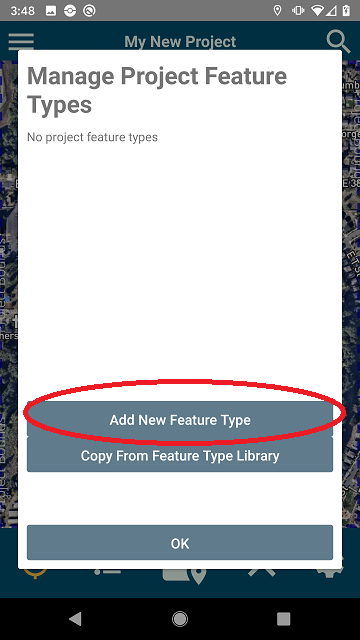 3:48
My New Project
Manage Project Feature
Types
No project feature types
Add New Feature Type
Copy From Feature Type Library
OK